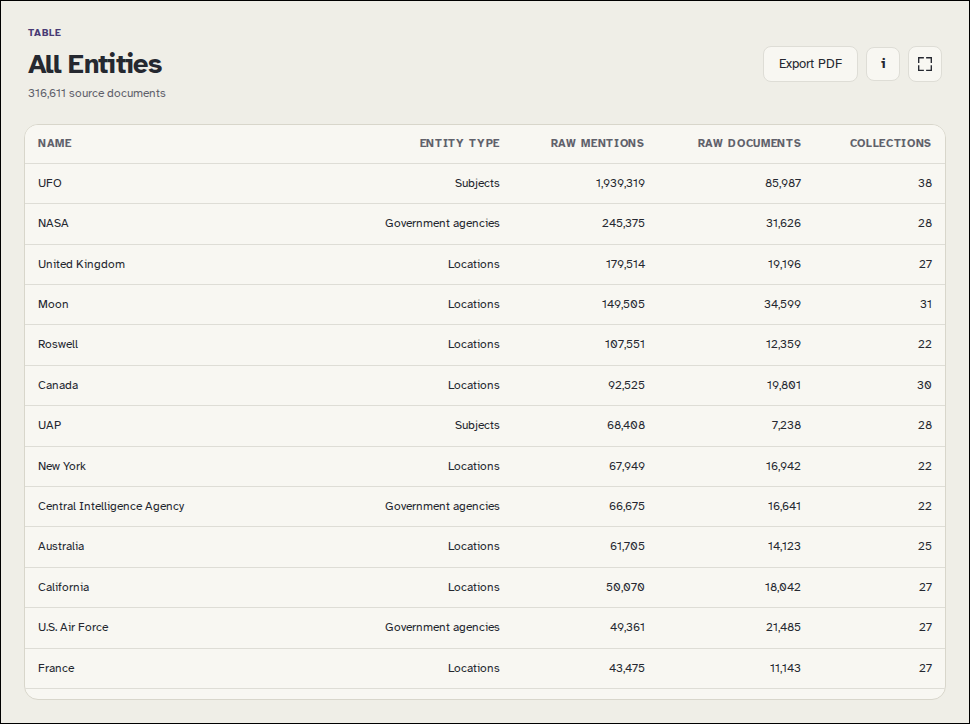 TABLE
All Entities
316,611 source documents
Export PDF
i
NAME ENTITY TYPE RAW MENTIONS RAW DOCUMENTS COLLECTIONS
UFO Subjects 1,939,319 85,987 38
NASA Government agencies 245,375 31,626 28
United Kingdom Locations 179,514 19,196 27
Moon Locations 149,505 34,599 31
Roswell Locations 107,551 12,359 22
Canada Locations 92,525 19,801 30
UAP Subjects 68,408 7,238 28
New York Locations 67,949 16,942 22
Central Intelligence Agency Government agencies 66,675 16,641 22
Australia Locations 61,705 14,123 25
California Locations 50,070 18,042 27
U.S. Air Force Government agencies 49,361 21,485 27
France Locations 43,475 11,143 27